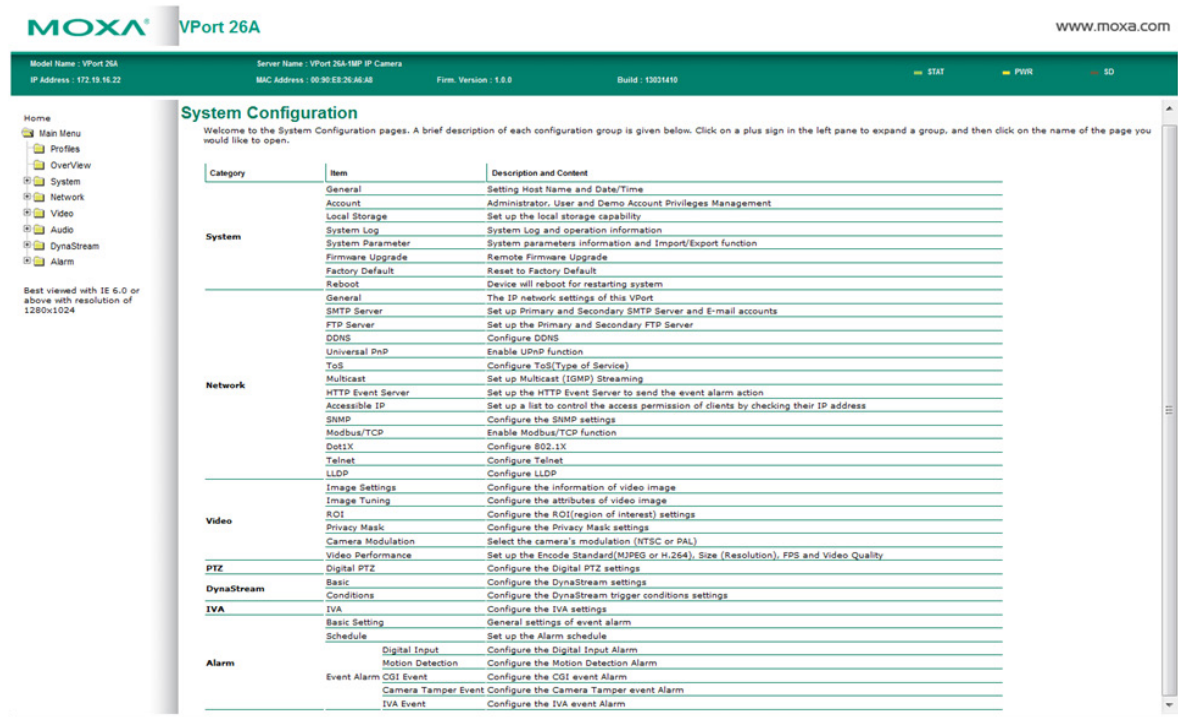 MOXA® VPort 26A www.moxa.com
Model Name : VPort 26A Server Name : VPort 26A-1MP IP Camera
IP Address : 172.19.16.22 MAC Address : 00:90:E8:26:A6:A8 Firm. Version : 1.0.0 Build : 13031410 STAT PWR SD
Home
Main Menu
Profiles
OverView
System
Network
Video
Audio
DynaStream
Alarm
Best viewed with IE 6.0 or
above with resolution of
1280x1024
System Configuration
Welcome to the System Configuration pages. A brief description of each configuration group is given below. Click on a plus sign in the left pane to expand a group, and then click on the name of the page you
would like to open.
Category Item Description and Content
System
General Setting Host Name and Date/Time
Account Administrator, User and Demo Account Privileges Management
Local Storage Set up the local storage capability
System Log System Log and operation information
System Parameter System parameters information and Import/Export function
Firmware Upgrade Remote Firmware Upgrade
Factory Default Reset to Factory Default
Reboot Device will reboot for restarting system
Network
General The IP network settings of this VPort
SMTP Server Set up Primary and Secondary SMTP Server and E-mail accounts
FTP Server Set up the Primary and Secondary FTP Server
DDNS Configure DDNS
Universal PnP Enable UPnP function
ToS Configure ToS(Type of Service)
Multicast Set up Multicast (IGMP) Streaming
HTTP Event Server Set up the HTTP Event Server to send the event alarm action
Accessible IP Set up a list to control the access permission of clients by checking their IP address
SNMP Configure the SNMP settings
Modbus/TCP Enable Modbus/TCP function
Dot1X Configure 802.1X
Telnet Configure Telnet
LLDP Configure LLDP
Video
Image Settings Configure the information of video image
Image Tuning Configure the attributes of video image
ROI Configure the ROI(region of interest) settings
Privacy Mask Configure the Privacy Mask settings
Camera Modulation Select the camera's modulation (NTSC or PAL)
Video Performance Set up the Encode Standard(MJPEG or H.264), Size (Resolution), FPS and Video Quality
PTZ Digital PTZ Configure the Digital PTZ settings
DynaStream
Basic Configure the DynaStream settings
Conditions Configure the DynaStream trigger conditions settings
IVA IVA Configure the IVA settings
Alarm
Basic Setting General settings of event alarm
Schedule Set up the Alarm schedule
Event Alarm
Digital Input Configure the Digital Input Alarm
Motion Detection Configure the Motion Detection Alarm
CGI Event Configure the CGI event Alarm
Camera Tamper Event Configure the Camera Tamper event Alarm
IVA Event Configure the IVA event Alarm